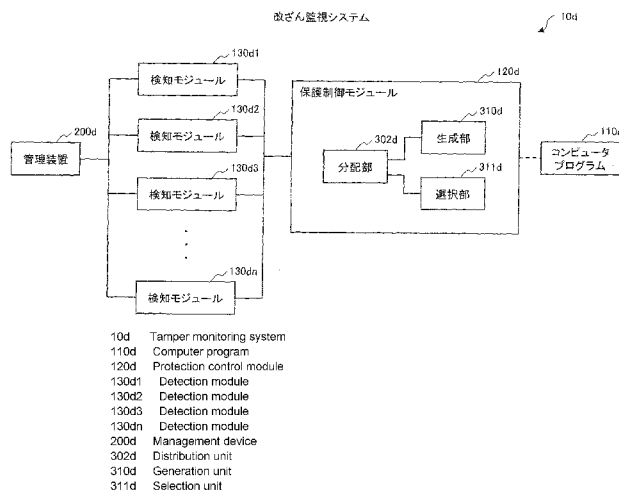 改ざん監視システム
10d
130d1
検知モジュール
130d2
検知モジュール
130d3
検知モジュール
130dn
検知モジュール
200d
管理装置
120d
保護制御モジュール
302d
分配部
310d
生成部
311d
選択部
110d
コンピュータ
プログラム
10d Tamper monitoring system
110d Computer program
120d Protection control module
130d1 Detection module
130d2 Detection module
130d3 Detection module
130dn Detection module
200d Management device
302d Distribution unit
310d Generation unit
311d Selection unit